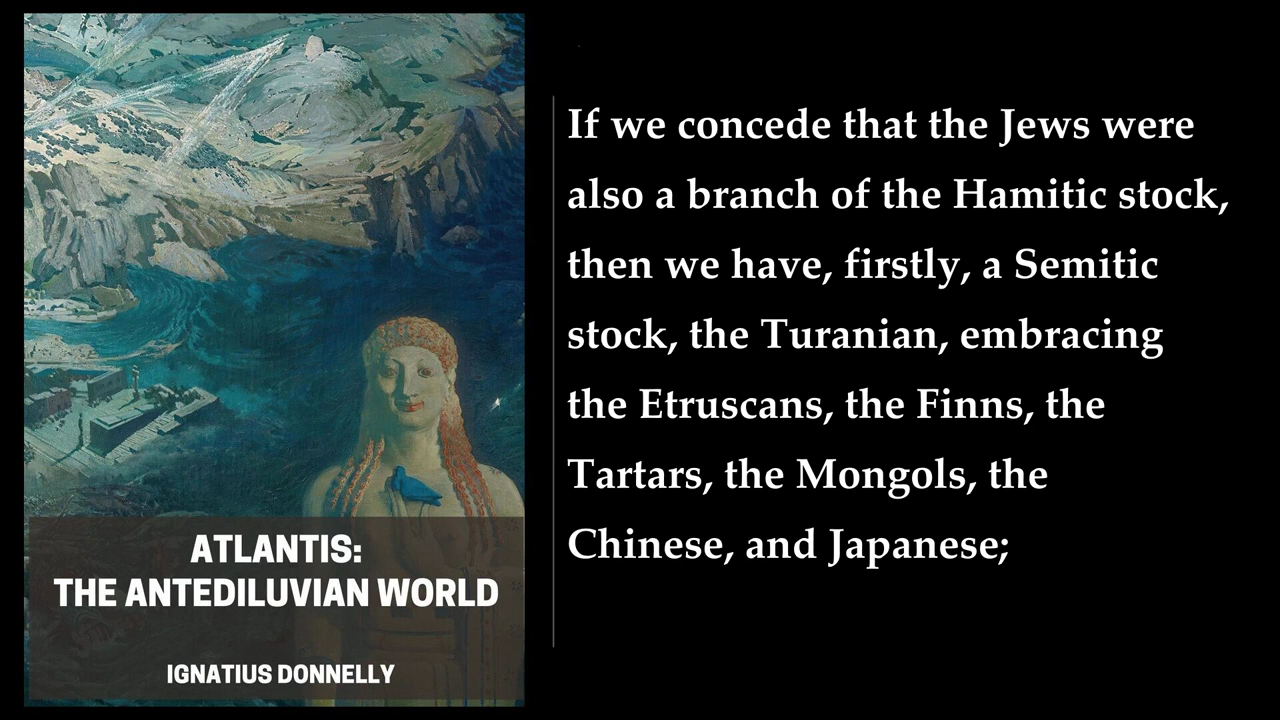 If we concede that the Jews were
also a branch of the Hamitic stock,
then we have, firstly, a Semitic
stock, the Turanian, embracing
the Etruscans, the Finns, the
Tartars, the Mongols, the
Chinese, and Japanese;
ATLANTIS:
THE ANTEDILUVIAN WORLD
IGNATIUS DONNELLY